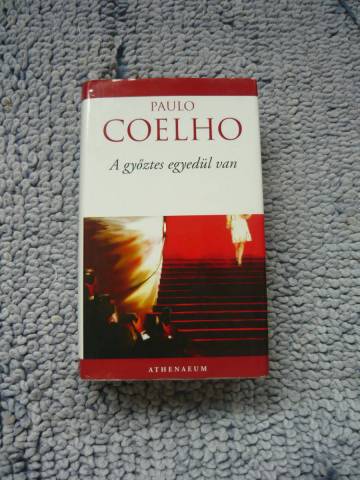 PAULO
COELHO
A győztes egyedül van
ATHENAEUM